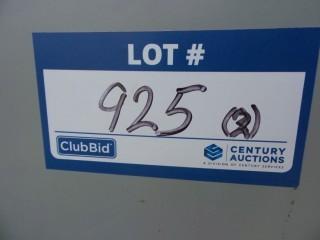 LOT #
925 (2)
ClubBid
CENTURY
AUCTIONS
A DIVISION OF CENTURY SERVICES